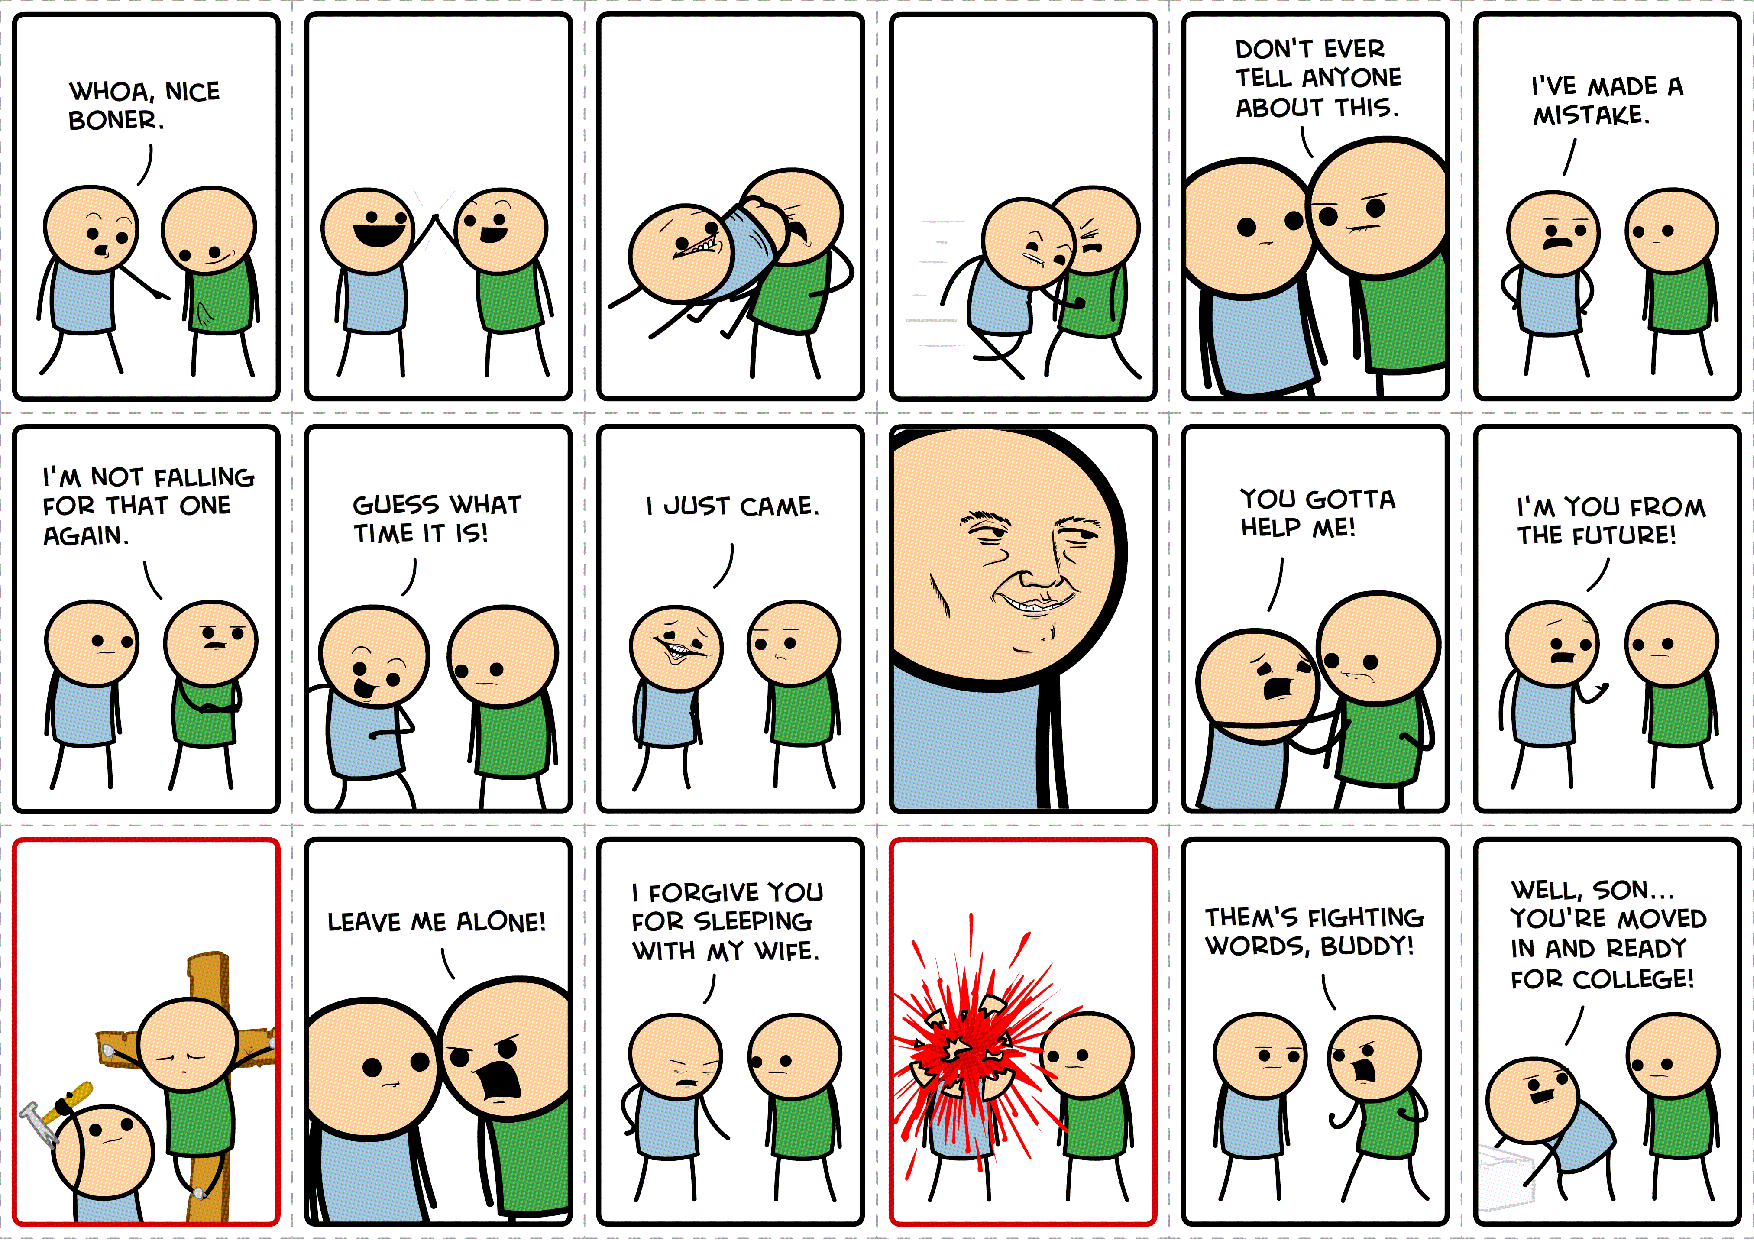 WHOA, NICE
BONER.
DON'T EVER
TELL ANYONE
ABOUT THIS.
I'VE MADE A
MISTAKE.
I'M NOT FALLING
FOR THAT ONE
AGAIN.
GUESS WHAT
TIME IT IS!
I JUST CAME.
YOU GOTTA
HELP ME!
I'M YOU FROM
THE FUTURE!
LEAVE ME ALONE!
I FORGIVE YOU
FOR SLEEPING
WITH MY WIFE.
THEM'S FIGHTING
WORDS, BUDDY!
WELL, SON...
YOU'RE MOVED
IN AND READY
FOR COLLEGE!